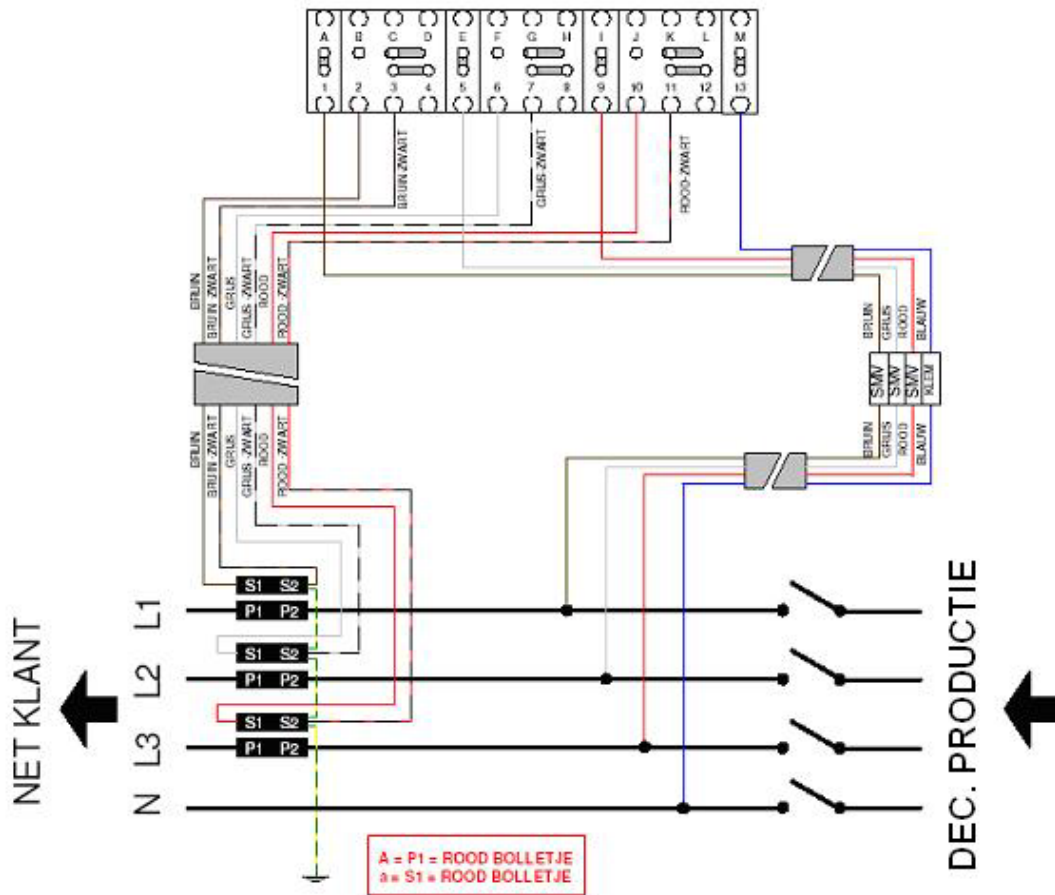 A B C D E F G H I J K L M
1 2 3 4 5 6 7 8 9 10 11 12 13
BRUIN-ZWART
GRIJS-ZWART
ROOD-ZWART
BRUIN
BRUIN-ZWART
GRIJS
GRIJS-ZWART
ROOD
ROOD-ZWART
BRUIN
GRIJS
ROOD
BLAUW
SMV
SMV
SMV
KLEM
BRUIN
BRUIN-ZWART
GRIJS
GRIJS-ZWART
ROOD
ROOD-ZWART
BRUIN
GRIJS
ROOD
BLAUW
NET KLANT
S1 S2
L1
P1 P2
S1 S2
L2
P1 P2
S1 S2
L3
P1 P2
N
DEC. PRODUCTIE
A = P1 = ROOD BOLLETJE
a = S1 = ROOD BOLLETJE